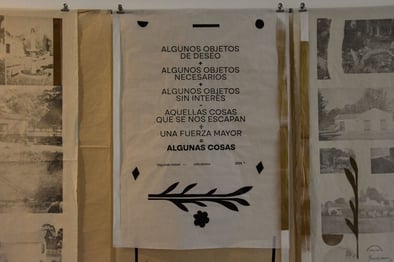 ALGUNOS OBJETOS
DE DESEO
+
ALGUNOS OBJETOS
NECESARIOS
+
ALGUNOS OBJETOS
SIN INTERÉS
-
AQUELLAS COSAS
QUE SE NOS ESCAPAN
÷
UNA FUERZA MAYOR
=
ALGUNAS COSAS